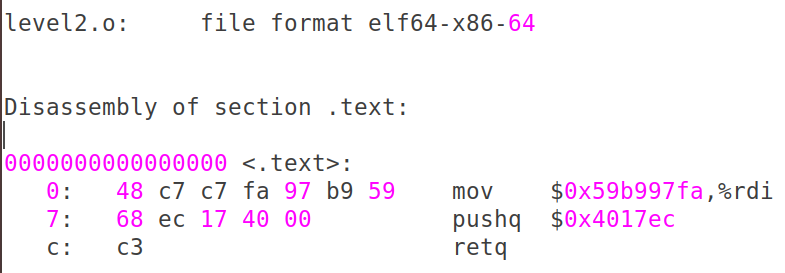 level2.o:     file format elf64-x86-64
Disassembly of section .text:
0000000000000000 <.text>:
   0:   48 c7 c7 fa 97 b9 59    mov    $0x59b997fa,%rdi
   7:   68 ec 17 40 00          pushq  $0x4017ec
   c:   c3                      retq